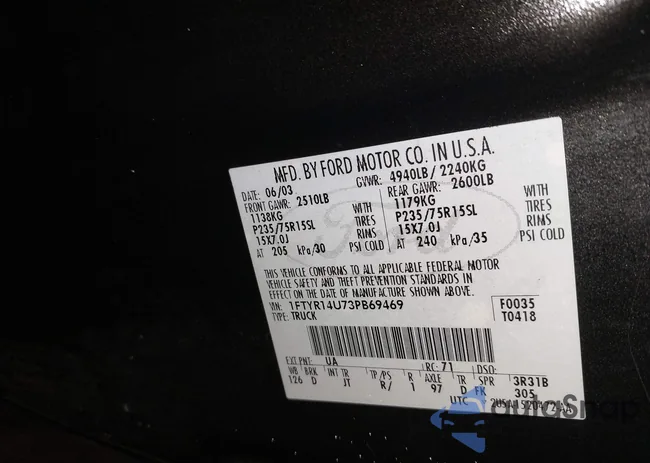 MFD. BY FORD MOTOR CO. IN U.S.A.
DATE: 06/03 GVWR: 4940LB / 2240KG
FRONT GAWR: 2510LB REAR GAWR: 2600LB
1138KG WITH 1179KG WITH
P235/75R15SL TIRES P235/75R15SL TIRES
15X7.0J RIMS 15X7.0J RIMS
AT 205 kPa/30 PSI COLD AT 240 kPa/35 PSI COLD
Ford
THIS VEHICLE CONFORMS TO ALL APPLICABLE FEDERAL MOTOR
VEHICLE SAFETY AND THEFT PREVENTION STANDARDS IN
EFFECT ON THE DATE OF MANUFACTURE SHOWN ABOVE.
VIN: 1FTYR14U73PB69469 F0035
TYPE: TRUCK T0418
EXT PNT: UA RC: 71 DSO:
WB BRK INT TR TP/PS R AXLE TR SPR 3R31B
126 D JT R/ 1 97 D FK 305
UTC
autoSnap